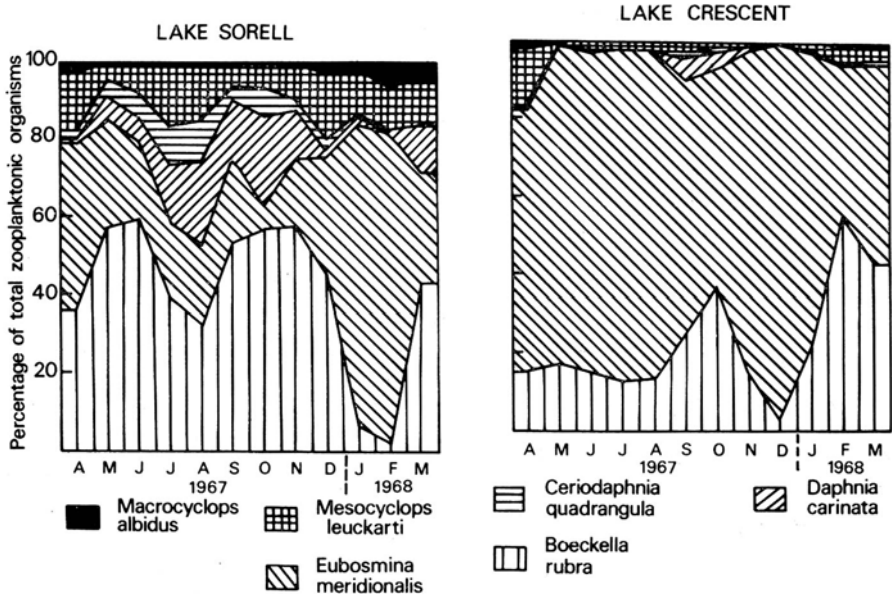 LAKE SORELL
LAKE CRESCENT
Percentage of total zooplanktonic organisms
100
80
60
40
20
A M J J A S O N D J F M
1967 1968
A M J J A S O N D J F M
1967 1968
Macrocyclops
albidus
Mesocyclops
leuckarti
Eubosmina
meridionalis
Ceriodaphnia
quadrangula
Daphnia
carinata
Boeckella
rubra